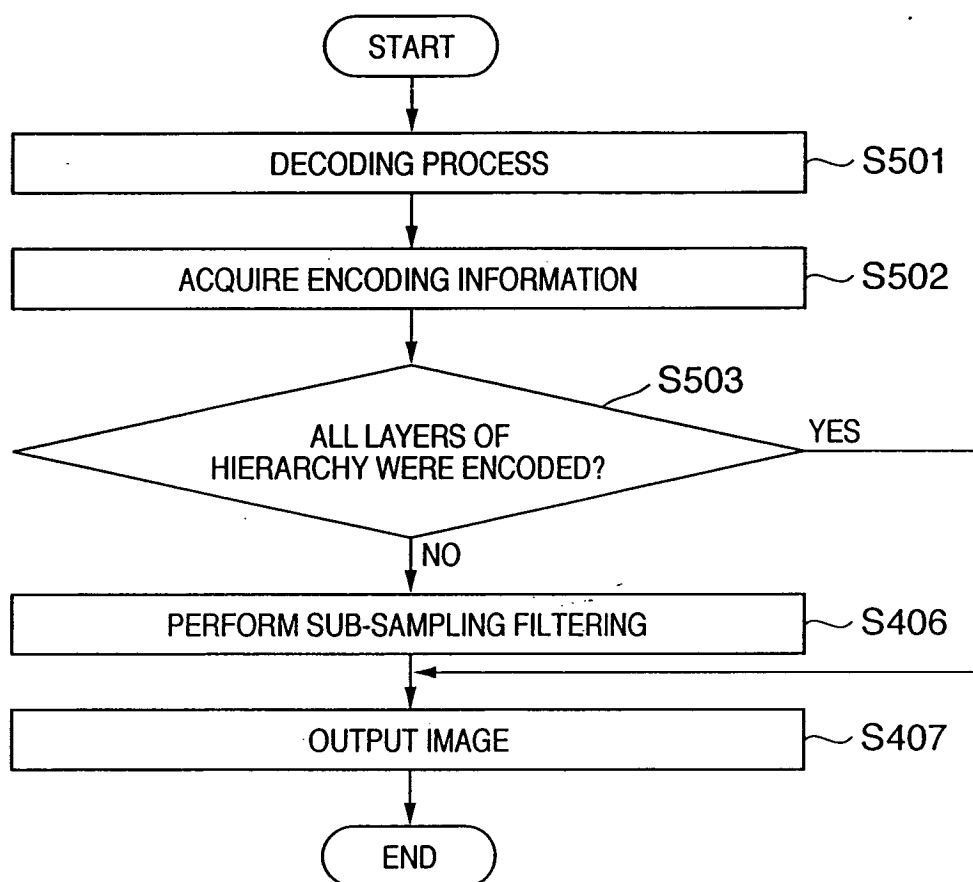 START
DECODING PROCESS
S501
ACQUIRE ENCODING INFORMATION
S502
S503
ALL LAYERS OF
HIERARCHY WERE ENCODED?
YES
NO
PERFORM SUB-SAMPLING FILTERING
S406
OUTPUT IMAGE
S407
END